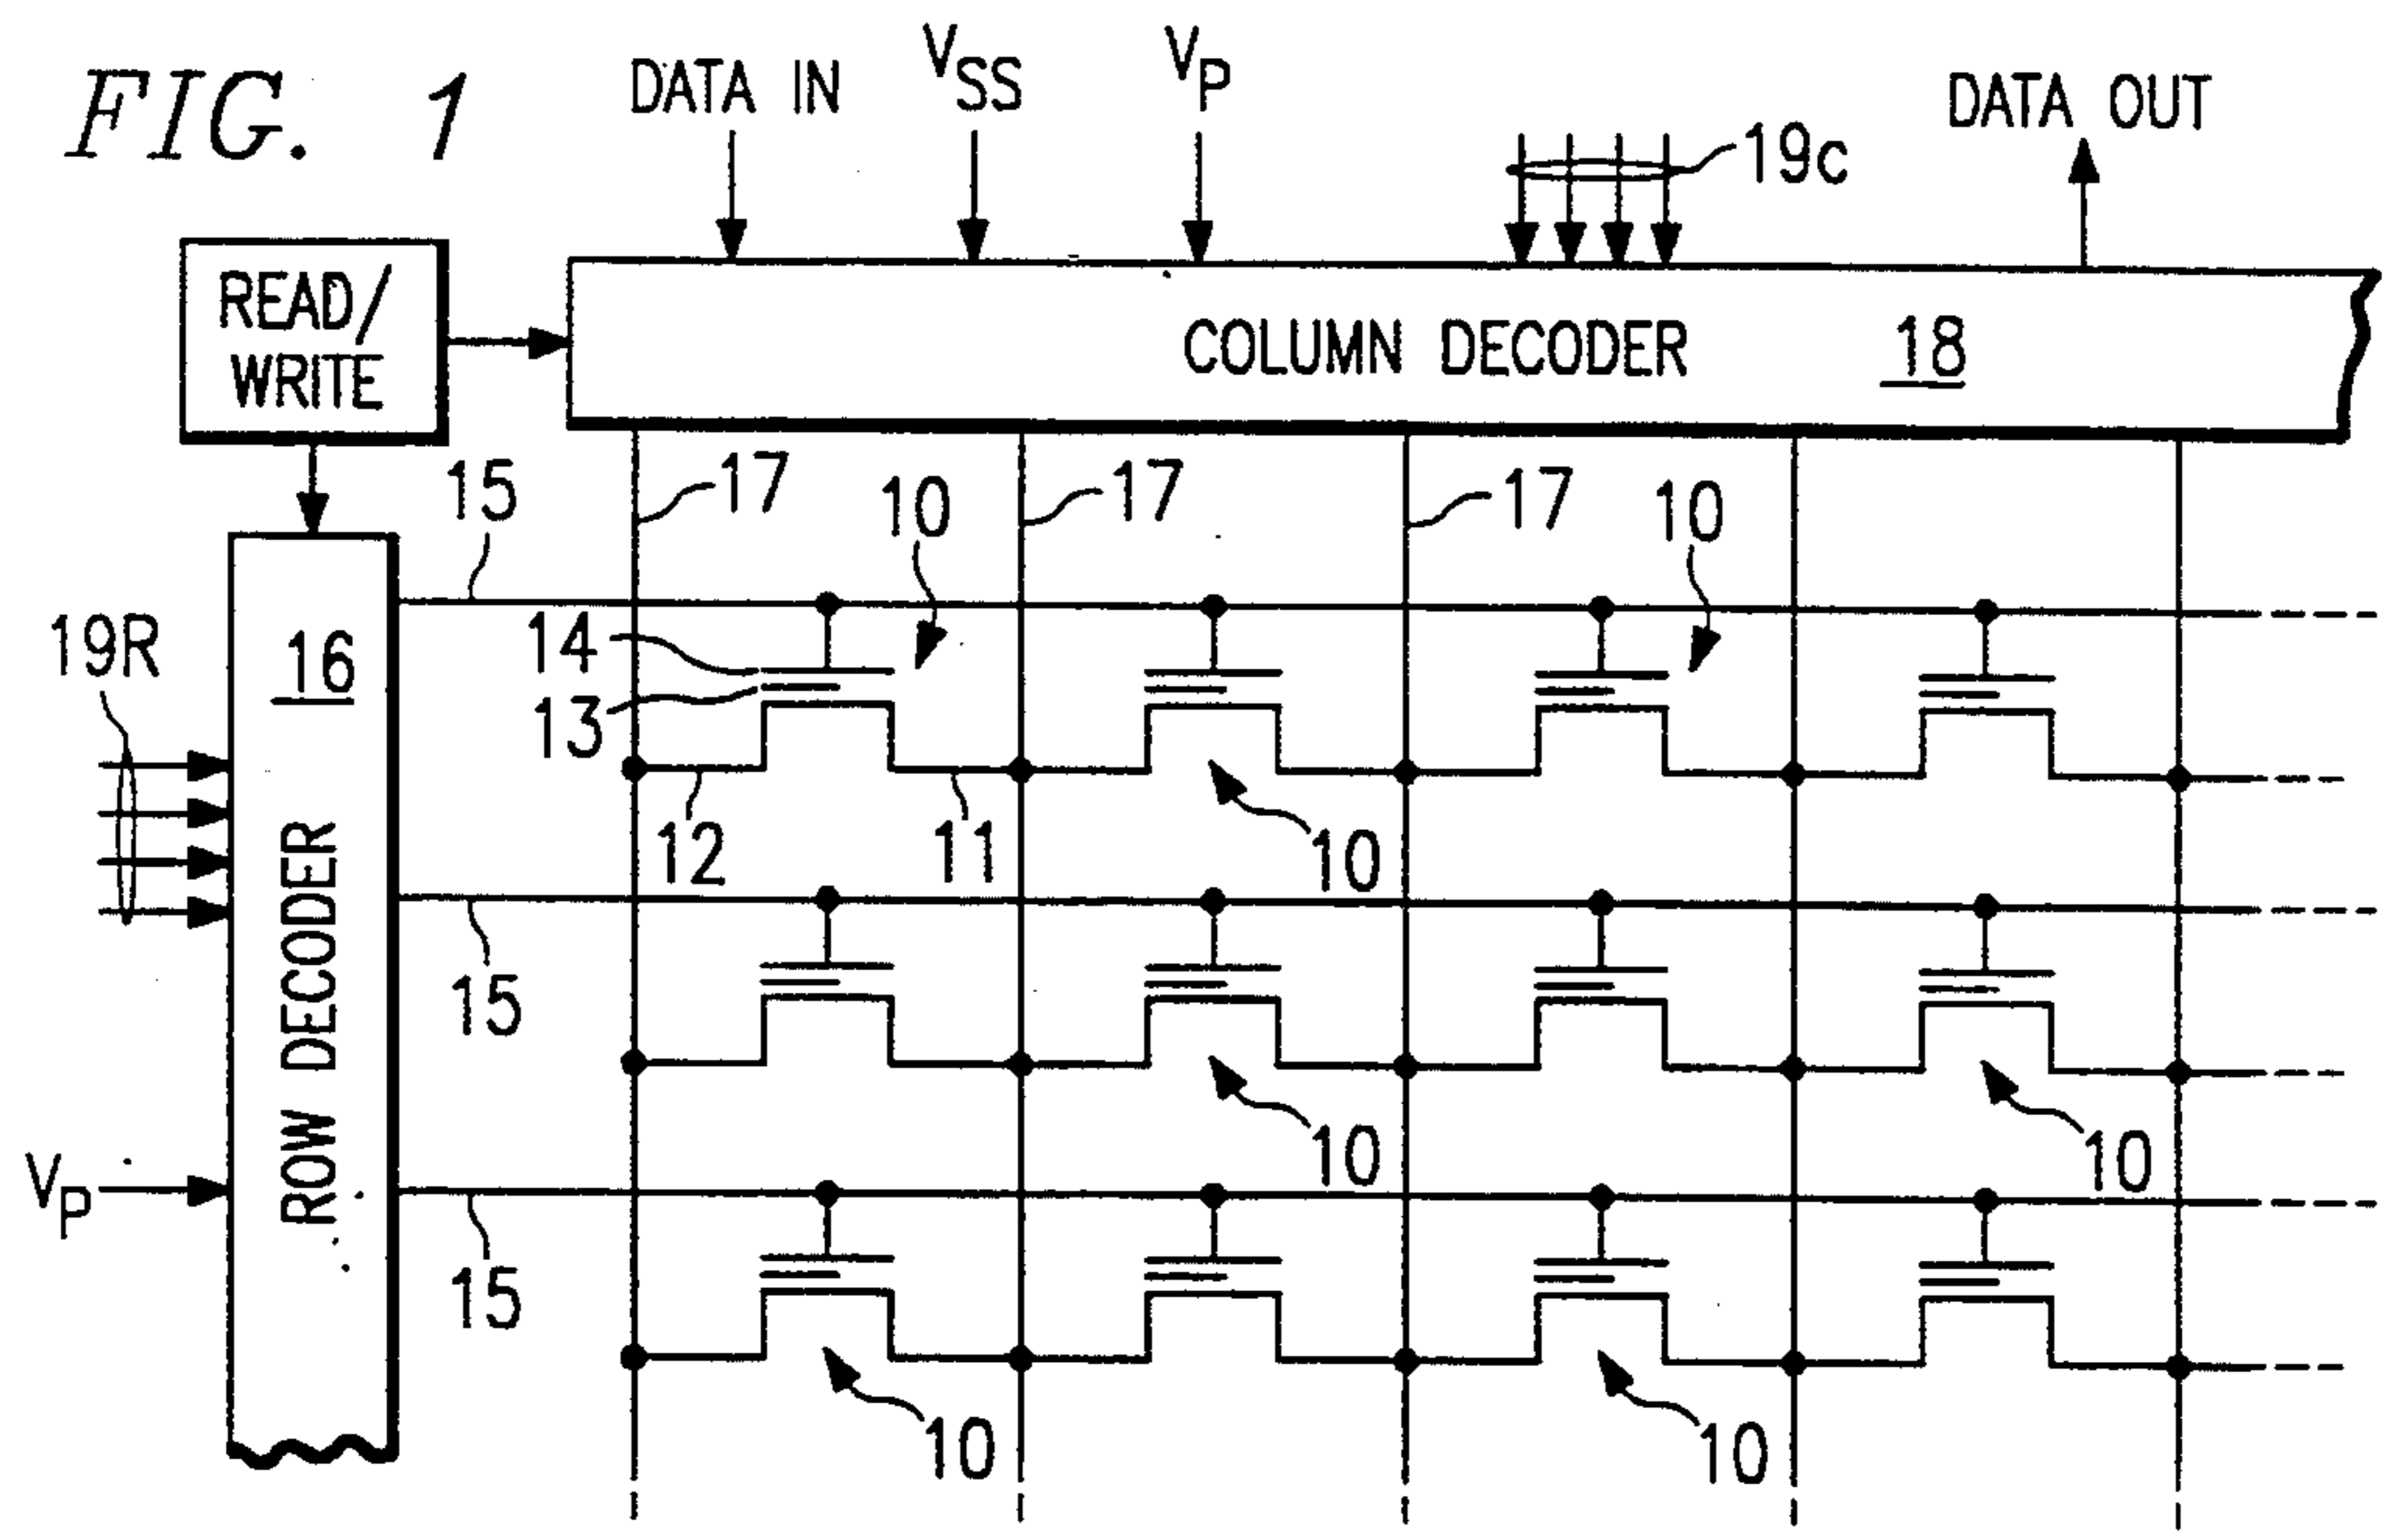 FIG. 1
DATA IN
VSS
VP
19c
DATA OUT
READ/
WRITE
COLUMN DECODER 18
15
17
10
17
17
10
19R
16
14
13
12
11
10
ROW DECODER
15
10
10
VP
15
10
10